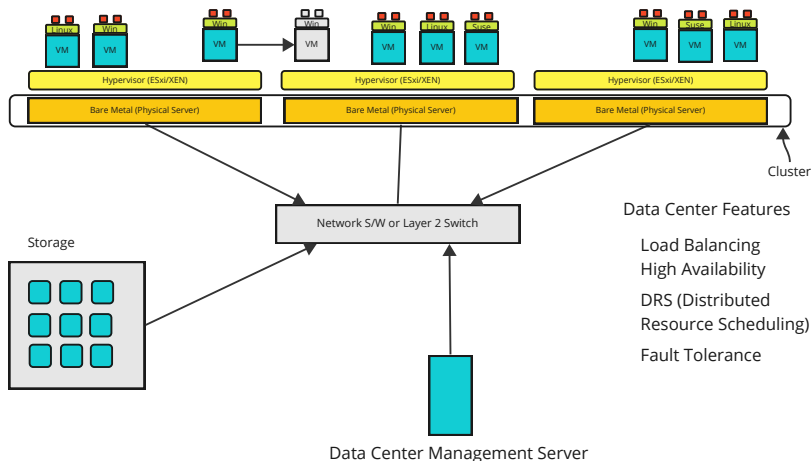 Linux Win Win Win Win Linux Suse Win Suse Linux
VM VM VM VM VM VM VM VM VM VM
Hypervisor (ESxi/XEN) Hypervisor (ESxi/XEN) Hypervisor (ESxi/XEN)
Bare Metal (Physical Server) Bare Metal (Physical Server) Bare Metal (Physical Server)
Cluster
Network S/W or Layer 2 Switch
Data Center Features
Load Balancing
High Availability
DRS (Distributed
Resource Scheduling)
Fault Tolerance
Storage
Data Center Management Server